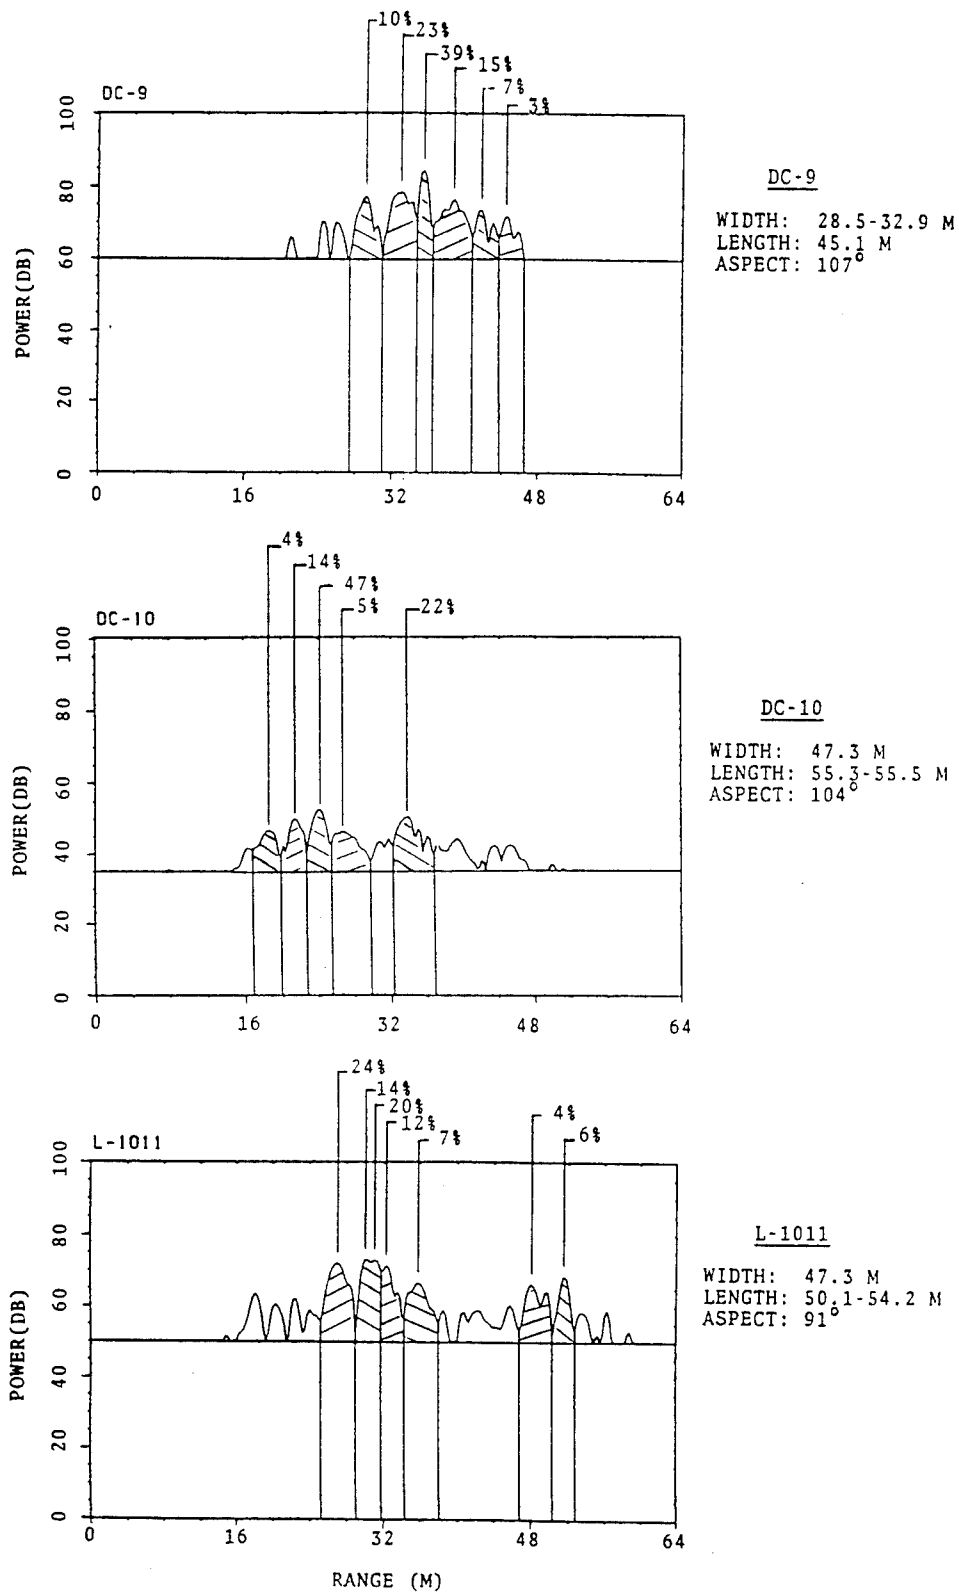 10%
23%
39%
15%
7%
3%
DC-9
100
80
60
40
20
0
POWER(DB)
0 16 32 48 64
DC-9
WIDTH: 28.5-32.9 M
LENGTH: 45.1 M
ASPECT: 107°
4%
14%
47%
5% 22%
DC-10
100
80
60
40
20
0
POWER(DB)
0 16 32 48 64
DC-10
WIDTH: 47.3 M
LENGTH: 55.3-55.5 M
ASPECT: 104°
24%
14%
20%
12%
7%
4%
6%
L-1011
100
80
60
40
20
0
POWER(DB)
0 16 32 48 64
RANGE (M)
L-1011
WIDTH: 47.3 M
LENGTH: 50.1-54.2 M
ASPECT: 91°